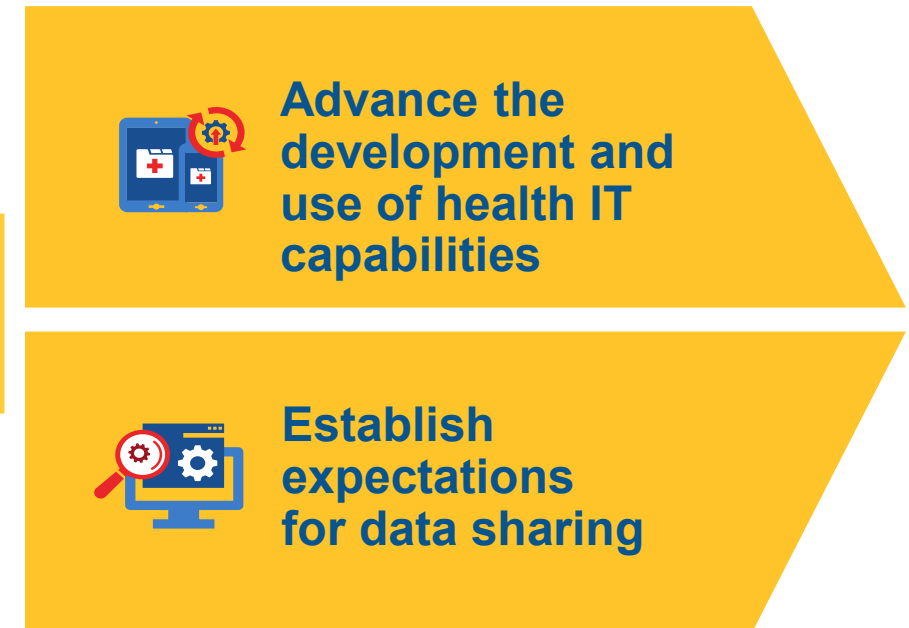 Advance the
development and
use of health IT
capabilities
Establish
expectations
for data sharing